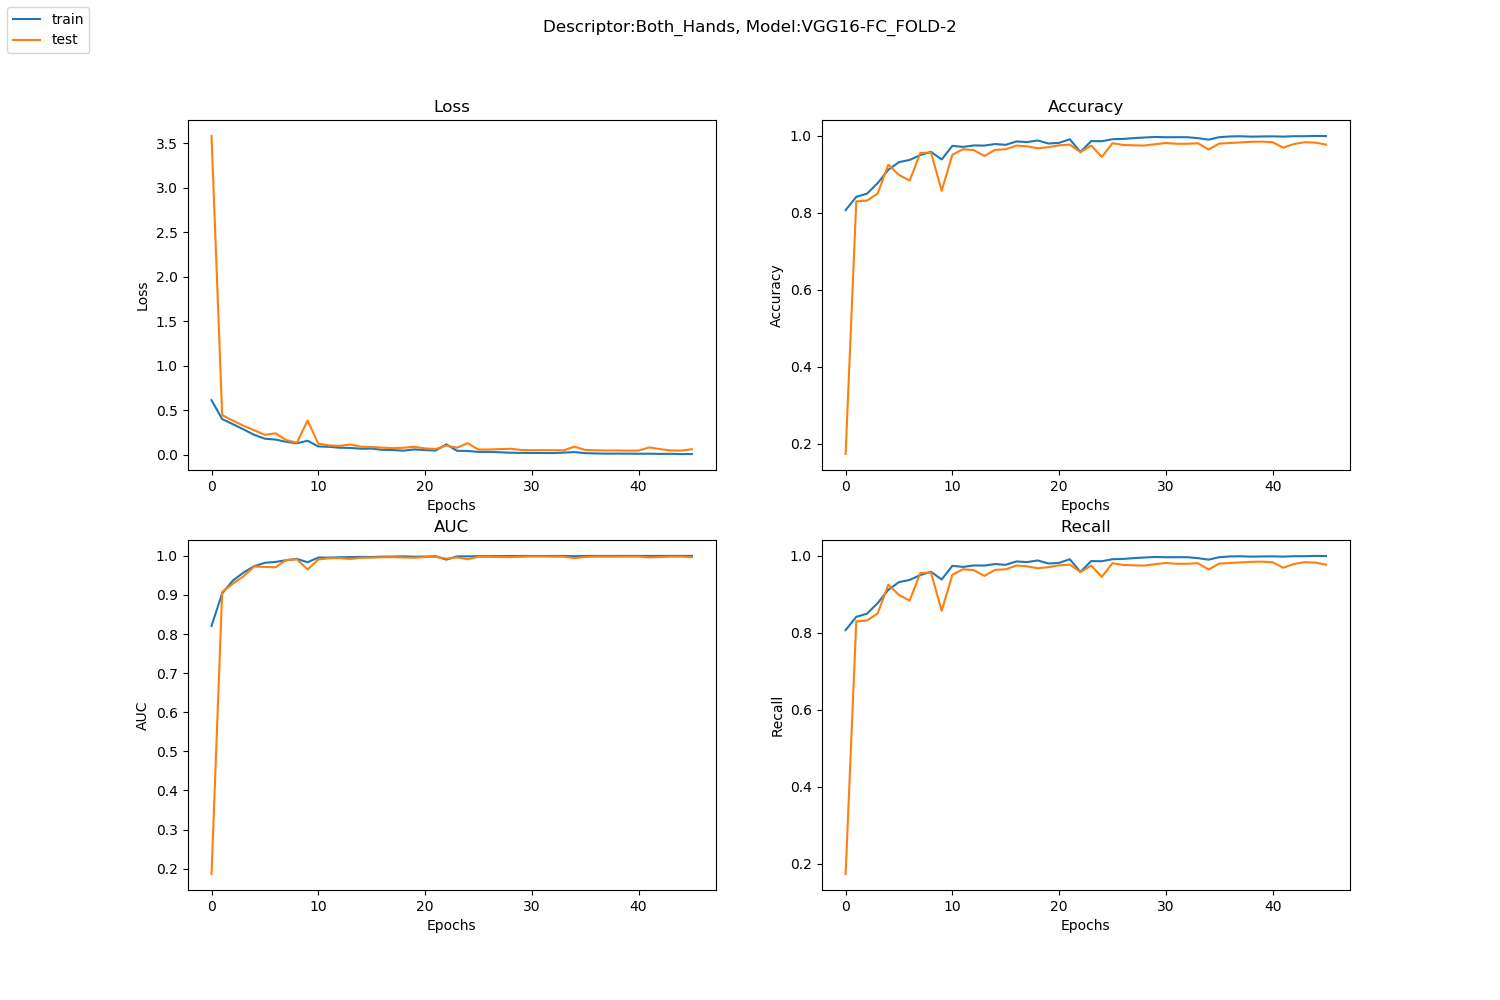 train
test
Descriptor:Both_Hands, Model:VGG16-FC_FOLD-2
Loss
3.5
3.0
2.5
2.0
1.5
1.0
0.5
0.0
Loss
0 10 20 30 40
Epochs
Accuracy
1.0
0.8
0.6
0.4
0.2
Accuracy
0 10 20 30 40
Epochs
AUC
1.0
0.9
0.8
0.7
0.6
0.5
0.4
0.3
0.2
AUC
0 10 20 30 40
Epochs
Recall
1.0
0.8
0.6
0.4
0.2
Recall
0 10 20 30 40
Epochs